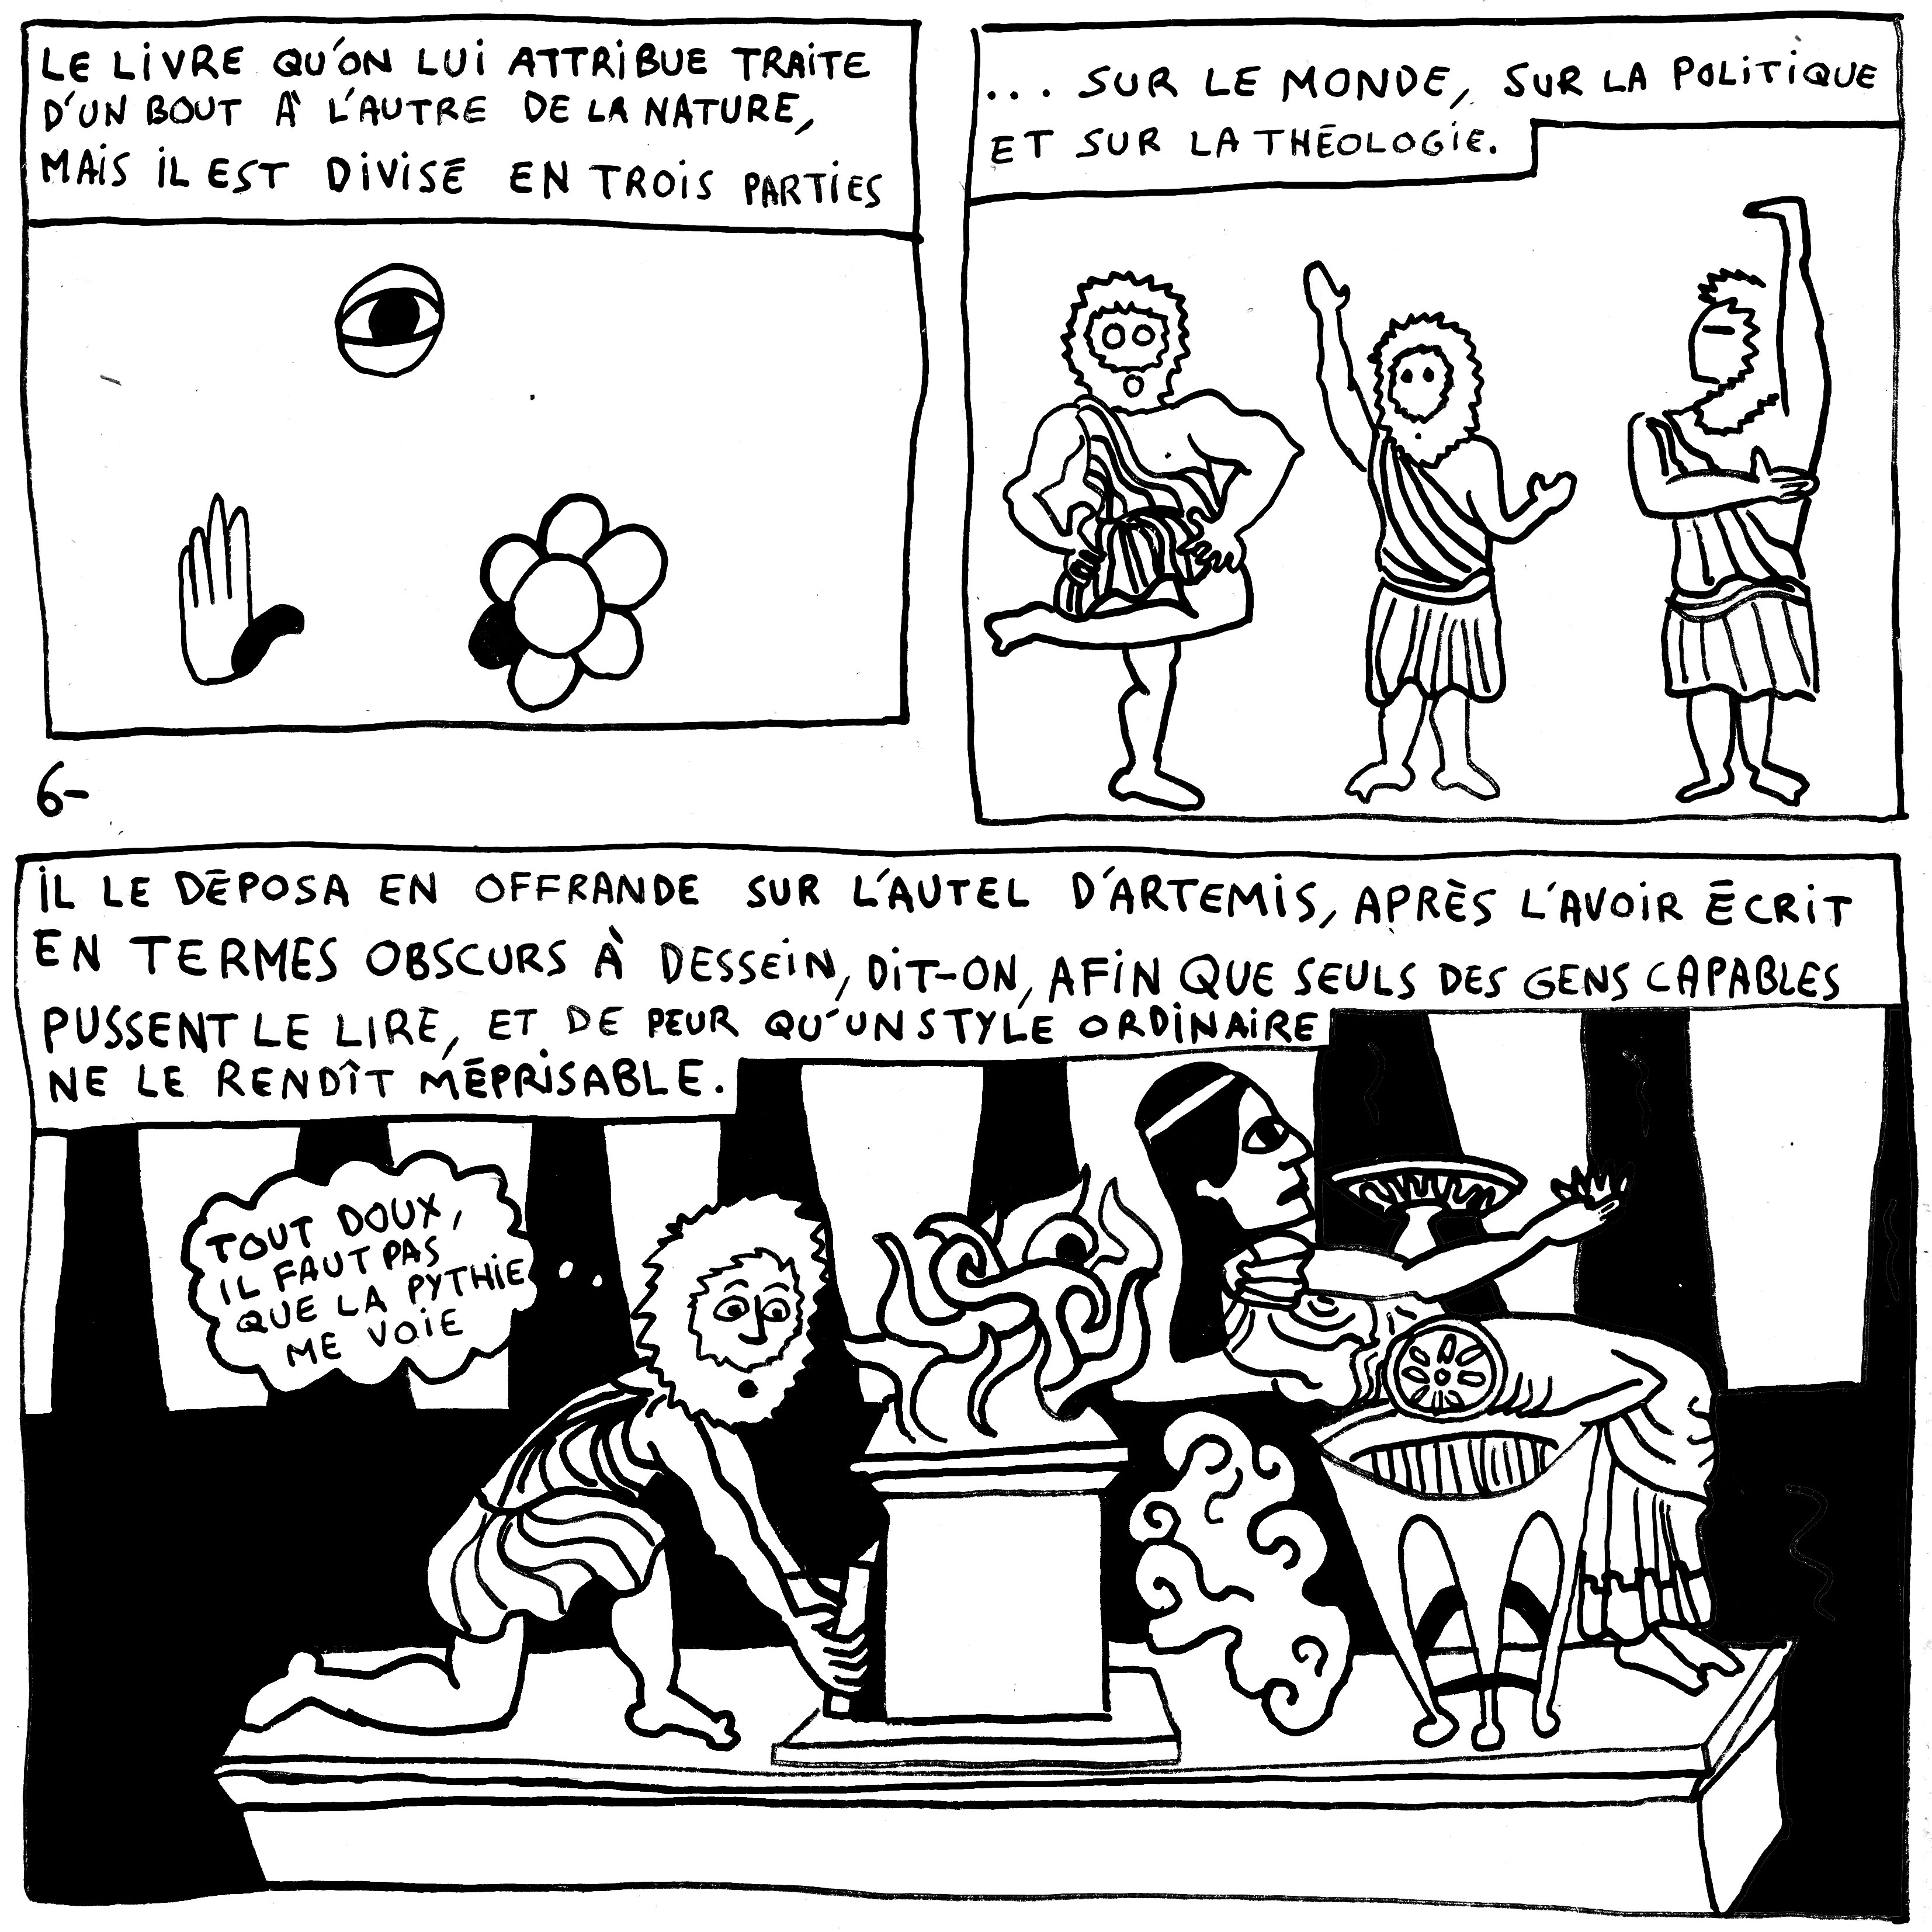 LE LIVRE QU'ON LUI ATTRIBUE TRAITE
D'UN BOUT À L'AUTRE DE LA NATURE,
MAIS IL EST DIVISÉ EN TROIS PARTIES
... SUR LE MONDE, SUR LA POLITIQUE
ET SUR LA THÉOLOGIE.
6-
IL LE DÉPOSA EN OFFRANDE SUR L'AUTEL D'ARTEMIS, APRÈS L'AVOIR ÉCRIT
EN TERMES OBSCURS À DESSEIN, DIT-ON, AFIN QUE SEULS DES GENS CAPABLES
PUSSENT LE LIRE, ET DE PEUR QU'UN STYLE ORDINAIRE
NE LE RENDÎT MÉPRISABLE.
TOUT DOUX,
IL FAUT PAS
QUE LA PYTHIE
ME VOIE